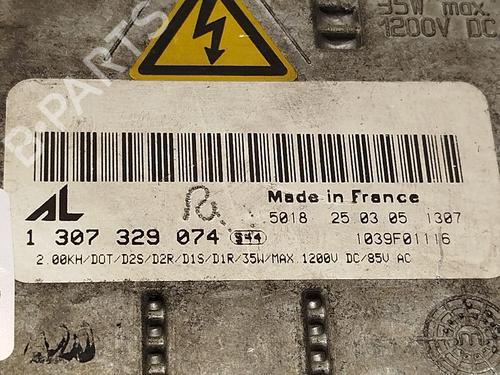 35W max.
1200V DC
B-PARTS
AL
Made in France
5018 25 03 05 1307
1 307 329 074 944
1039F01116
2.00KH/DOT/D2S/D2R/D1S/D1R/35W/MAX.1200V DC/85V AC